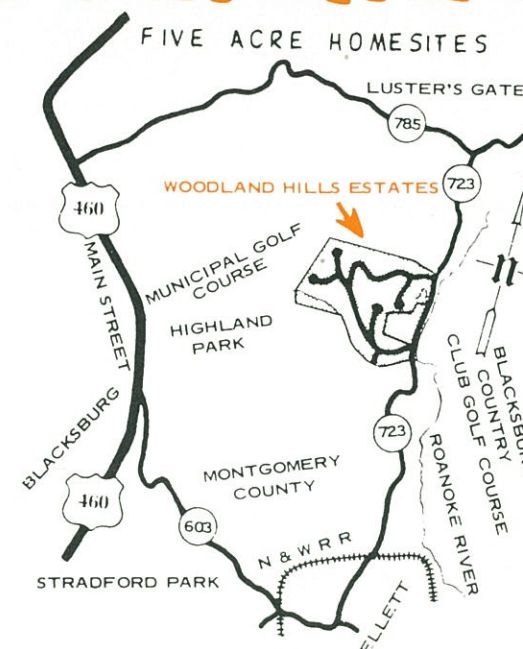 FIVE ACRE HOMESITES
LUSTER'S GATE
785
WOODLAND HILLS ESTATES
723
460
MAIN STREET
MUNICIPAL GOLF
COURSE
HIGHLAND
PARK
N
BLACKSBURG
COUNTRY
CLUB GOLF COURSE
BLACKSBURG
723
MONTGOMERY
COUNTY
ROANOKE RIVER
460
603
N & W R R
STRADFORD PARK
ELLETT